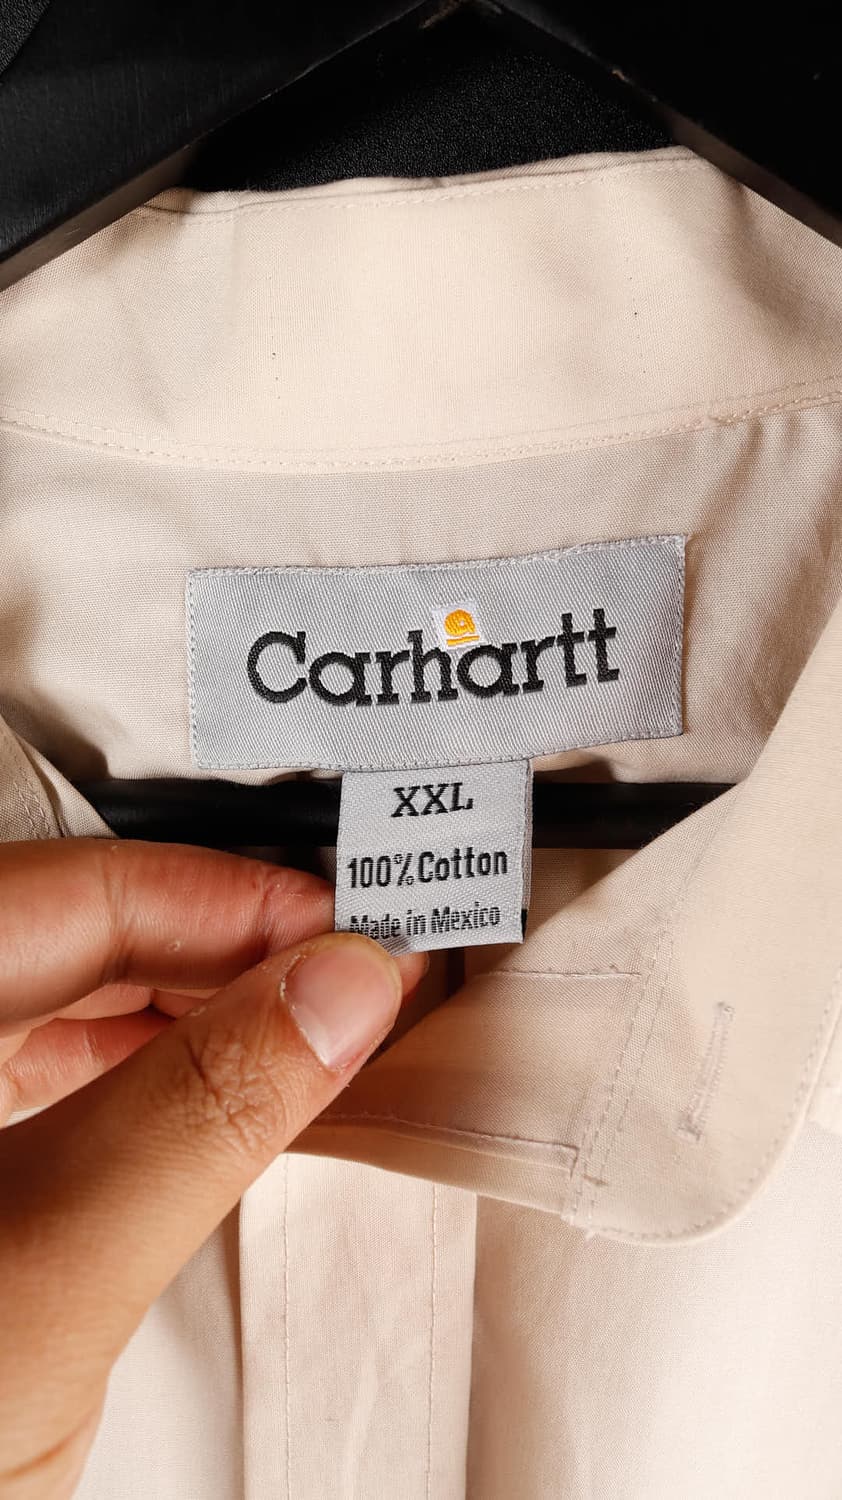 Carhartt
XXL
100% Cotton
Made in Mexico